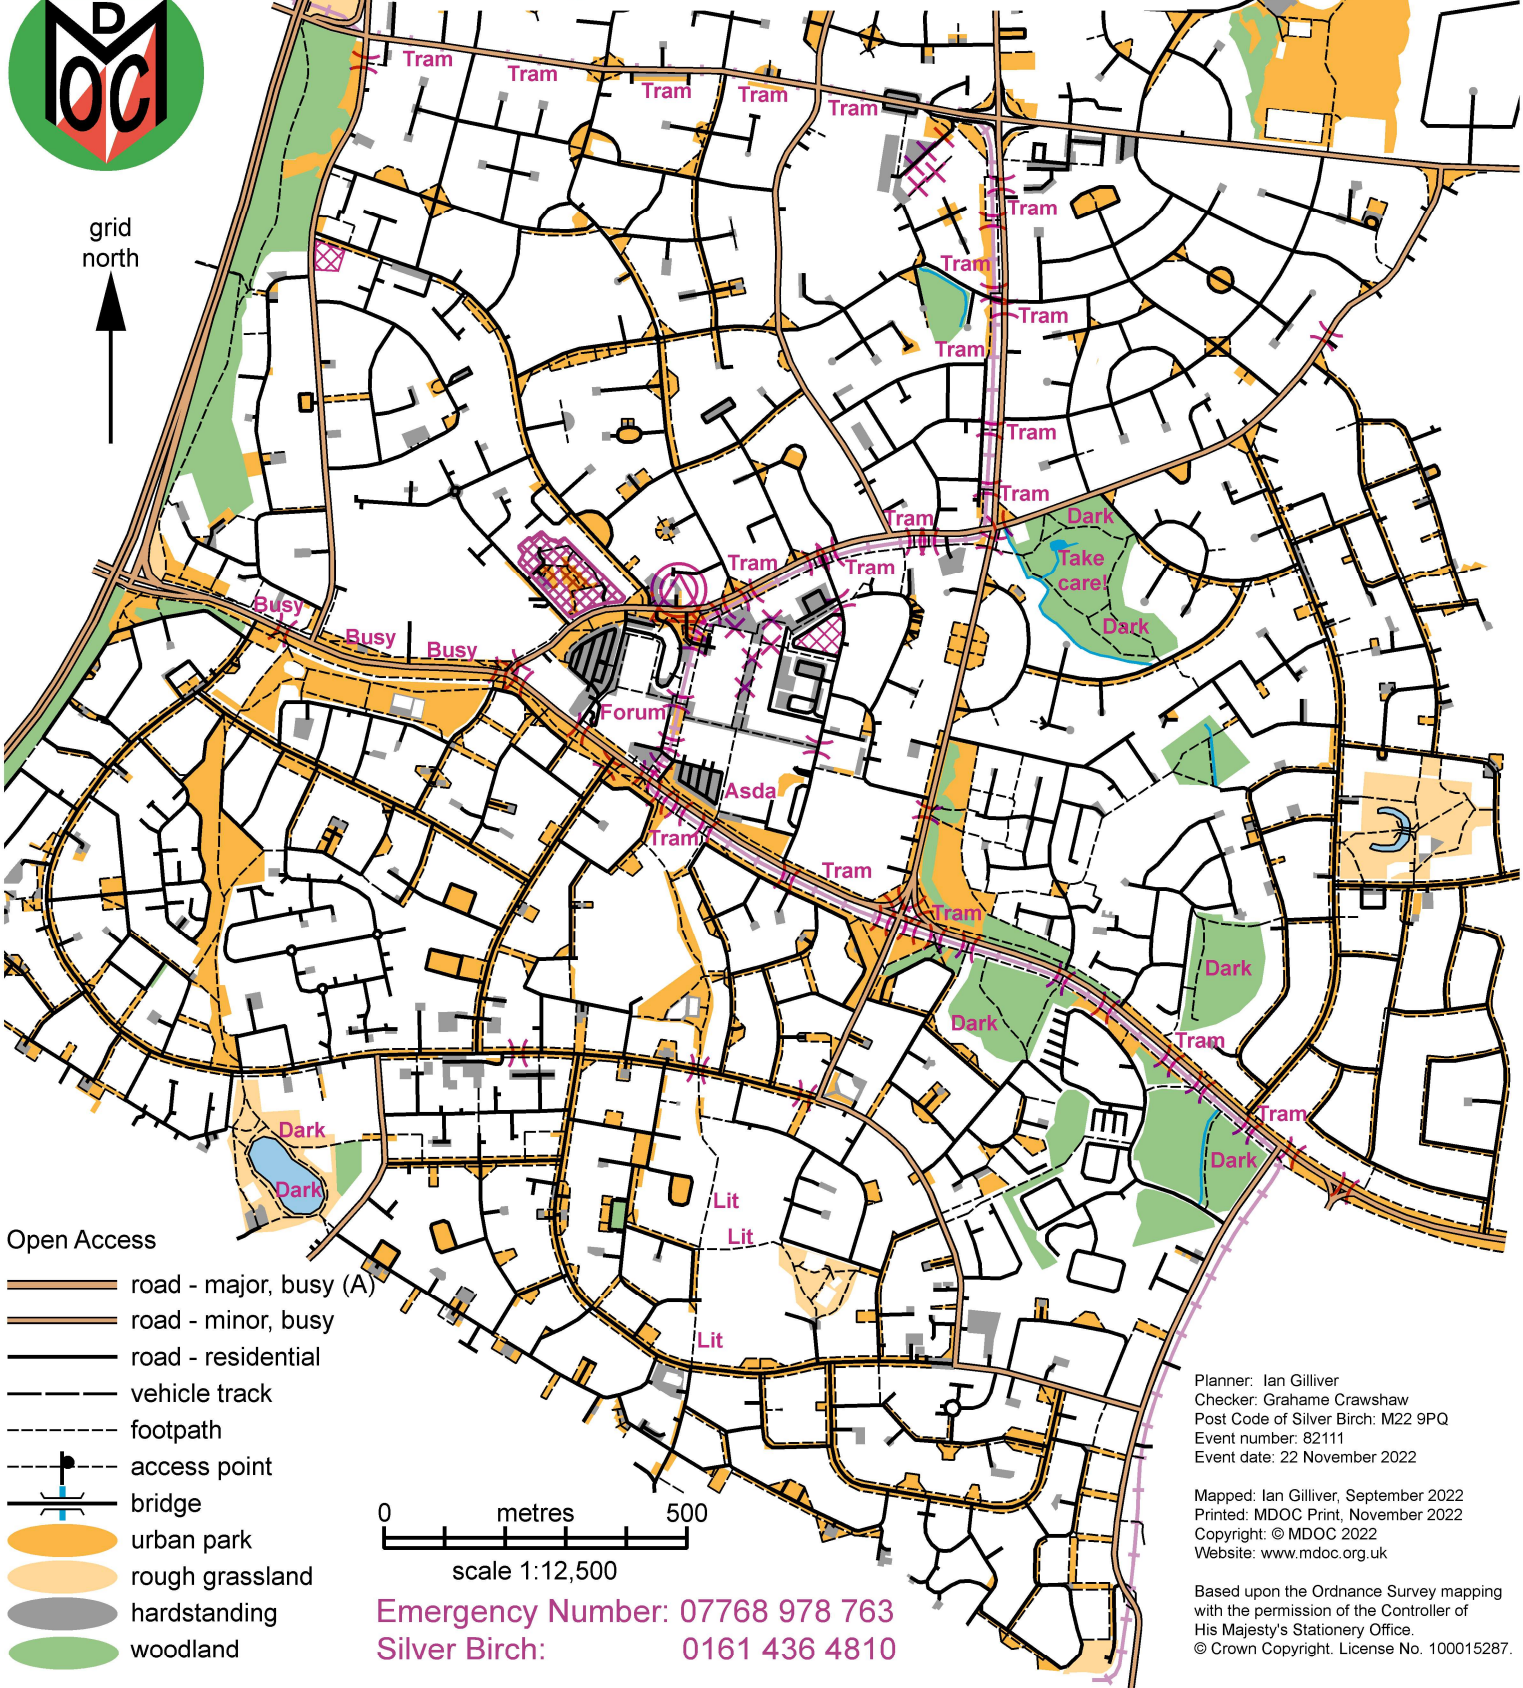 D
M
OC
Tram
Tram
Tram
Tram
Tram
grid
north
Tram
Tram
Tram
Tram
Tram
Tram
Tram
Dark
Tram
Tram
Take
care!
Dark
Busy
Busy
Busy
Forum
Asda
Tram
Tram
Tram
Dark
Dark
Tram
Tram
Dark
Dark
Dark
Lit
Lit
Lit
Open Access
road - major, busy (A)
road - minor, busy
road - residential
vehicle track
footpath
access point
bridge
urban park
rough grassland
hardstanding
woodland
0 metres 500
scale 1:12,500
Emergency Number: 07768 978 763
Silver Birch: 0161 436 4810
Planner: Ian Gilliver
Checker: Grahame Crawshaw
Post Code of Silver Birch: M22 9PQ
Event number: 82111
Event date: 22 November 2022
Mapped: Ian Gilliver, September 2022
Printed: MDOC Print, November 2022
Copyright: © MDOC 2022
Website: www.mdoc.org.uk
Based upon the Ordnance Survey mapping
with the permission of the Controller of
His Majesty's Stationery Office.
© Crown Copyright. License No. 100015287.